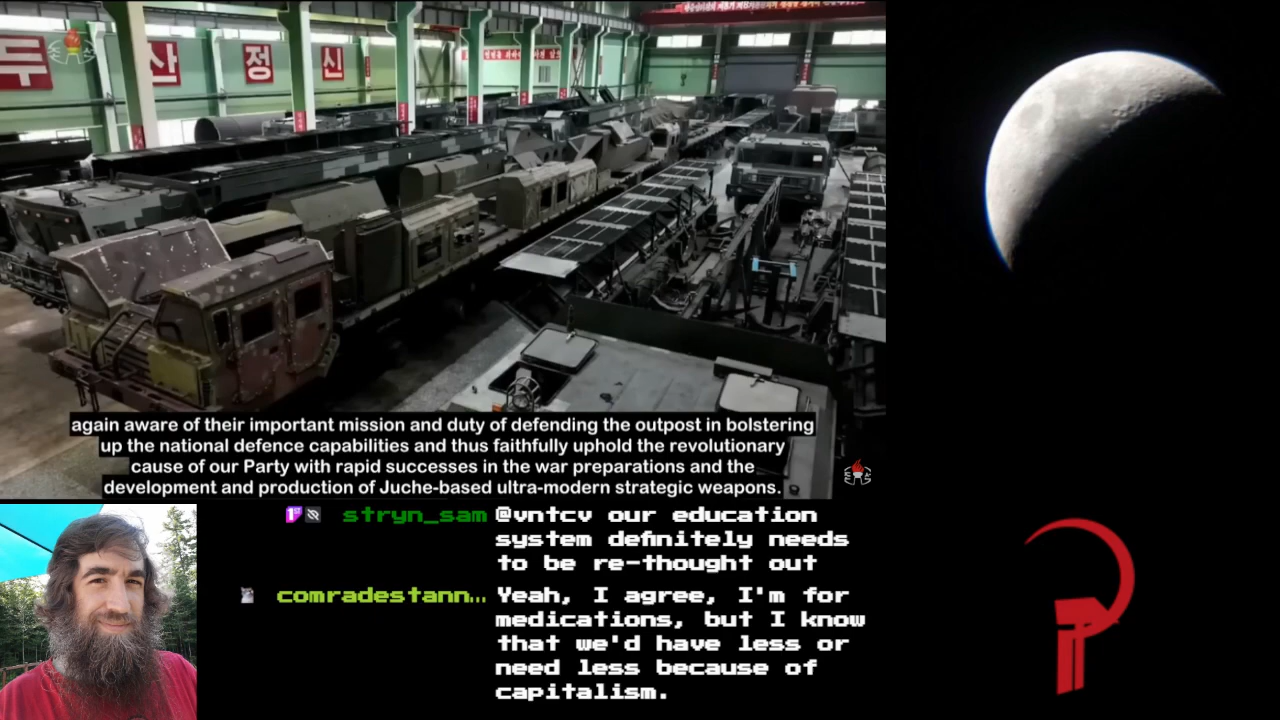 두산정신
again aware of their important mission and duty of defending the outpost in bolstering
up the national defence capabilities and thus faithfully uphold the revolutionary
cause of our Party with rapid successes in the war preparations and the
development and production of Juche-based ultra-modern strategic weapons.
stryn_sam @vntcv our education
system definitely needs
to be re-thought out
comradestann... Yeah, I agree, I'm for
medications, but I know
that we'd have less or
need less because of
capitalism.